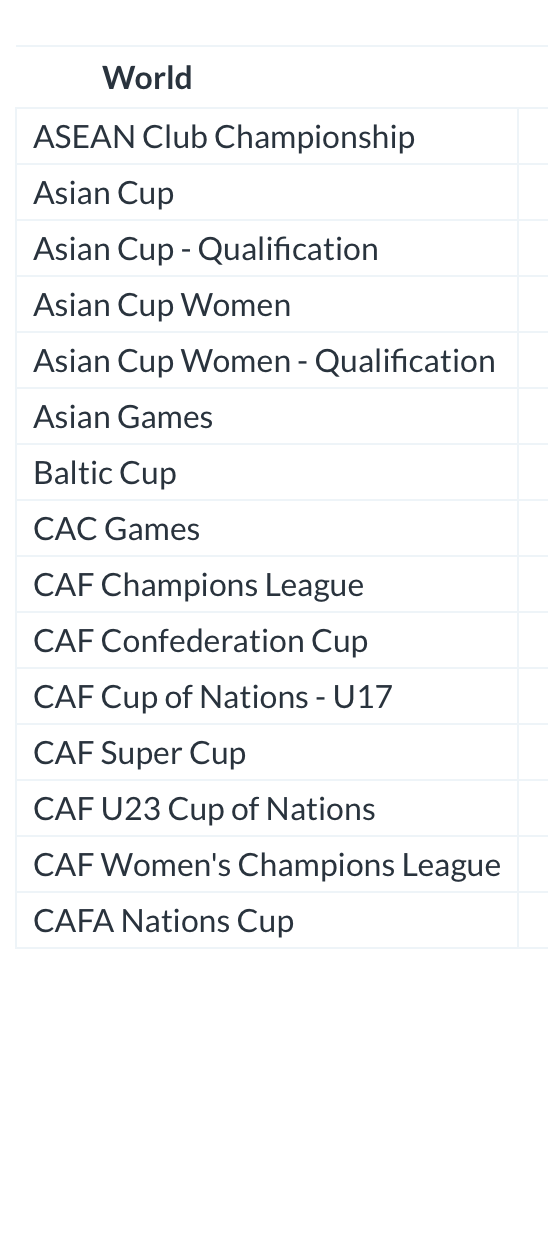 World
ASEAN Club Championship
Asian Cup
Asian Cup - Qualification
Asian Cup Women
Asian Cup Women - Qualification
Asian Games
Baltic Cup
CAC Games
CAF Champions League
CAF Confederation Cup
CAF Cup of Nations - U17
CAF Super Cup
CAF U23 Cup of Nations
CAF Women's Champions League
CAFA Nations Cup